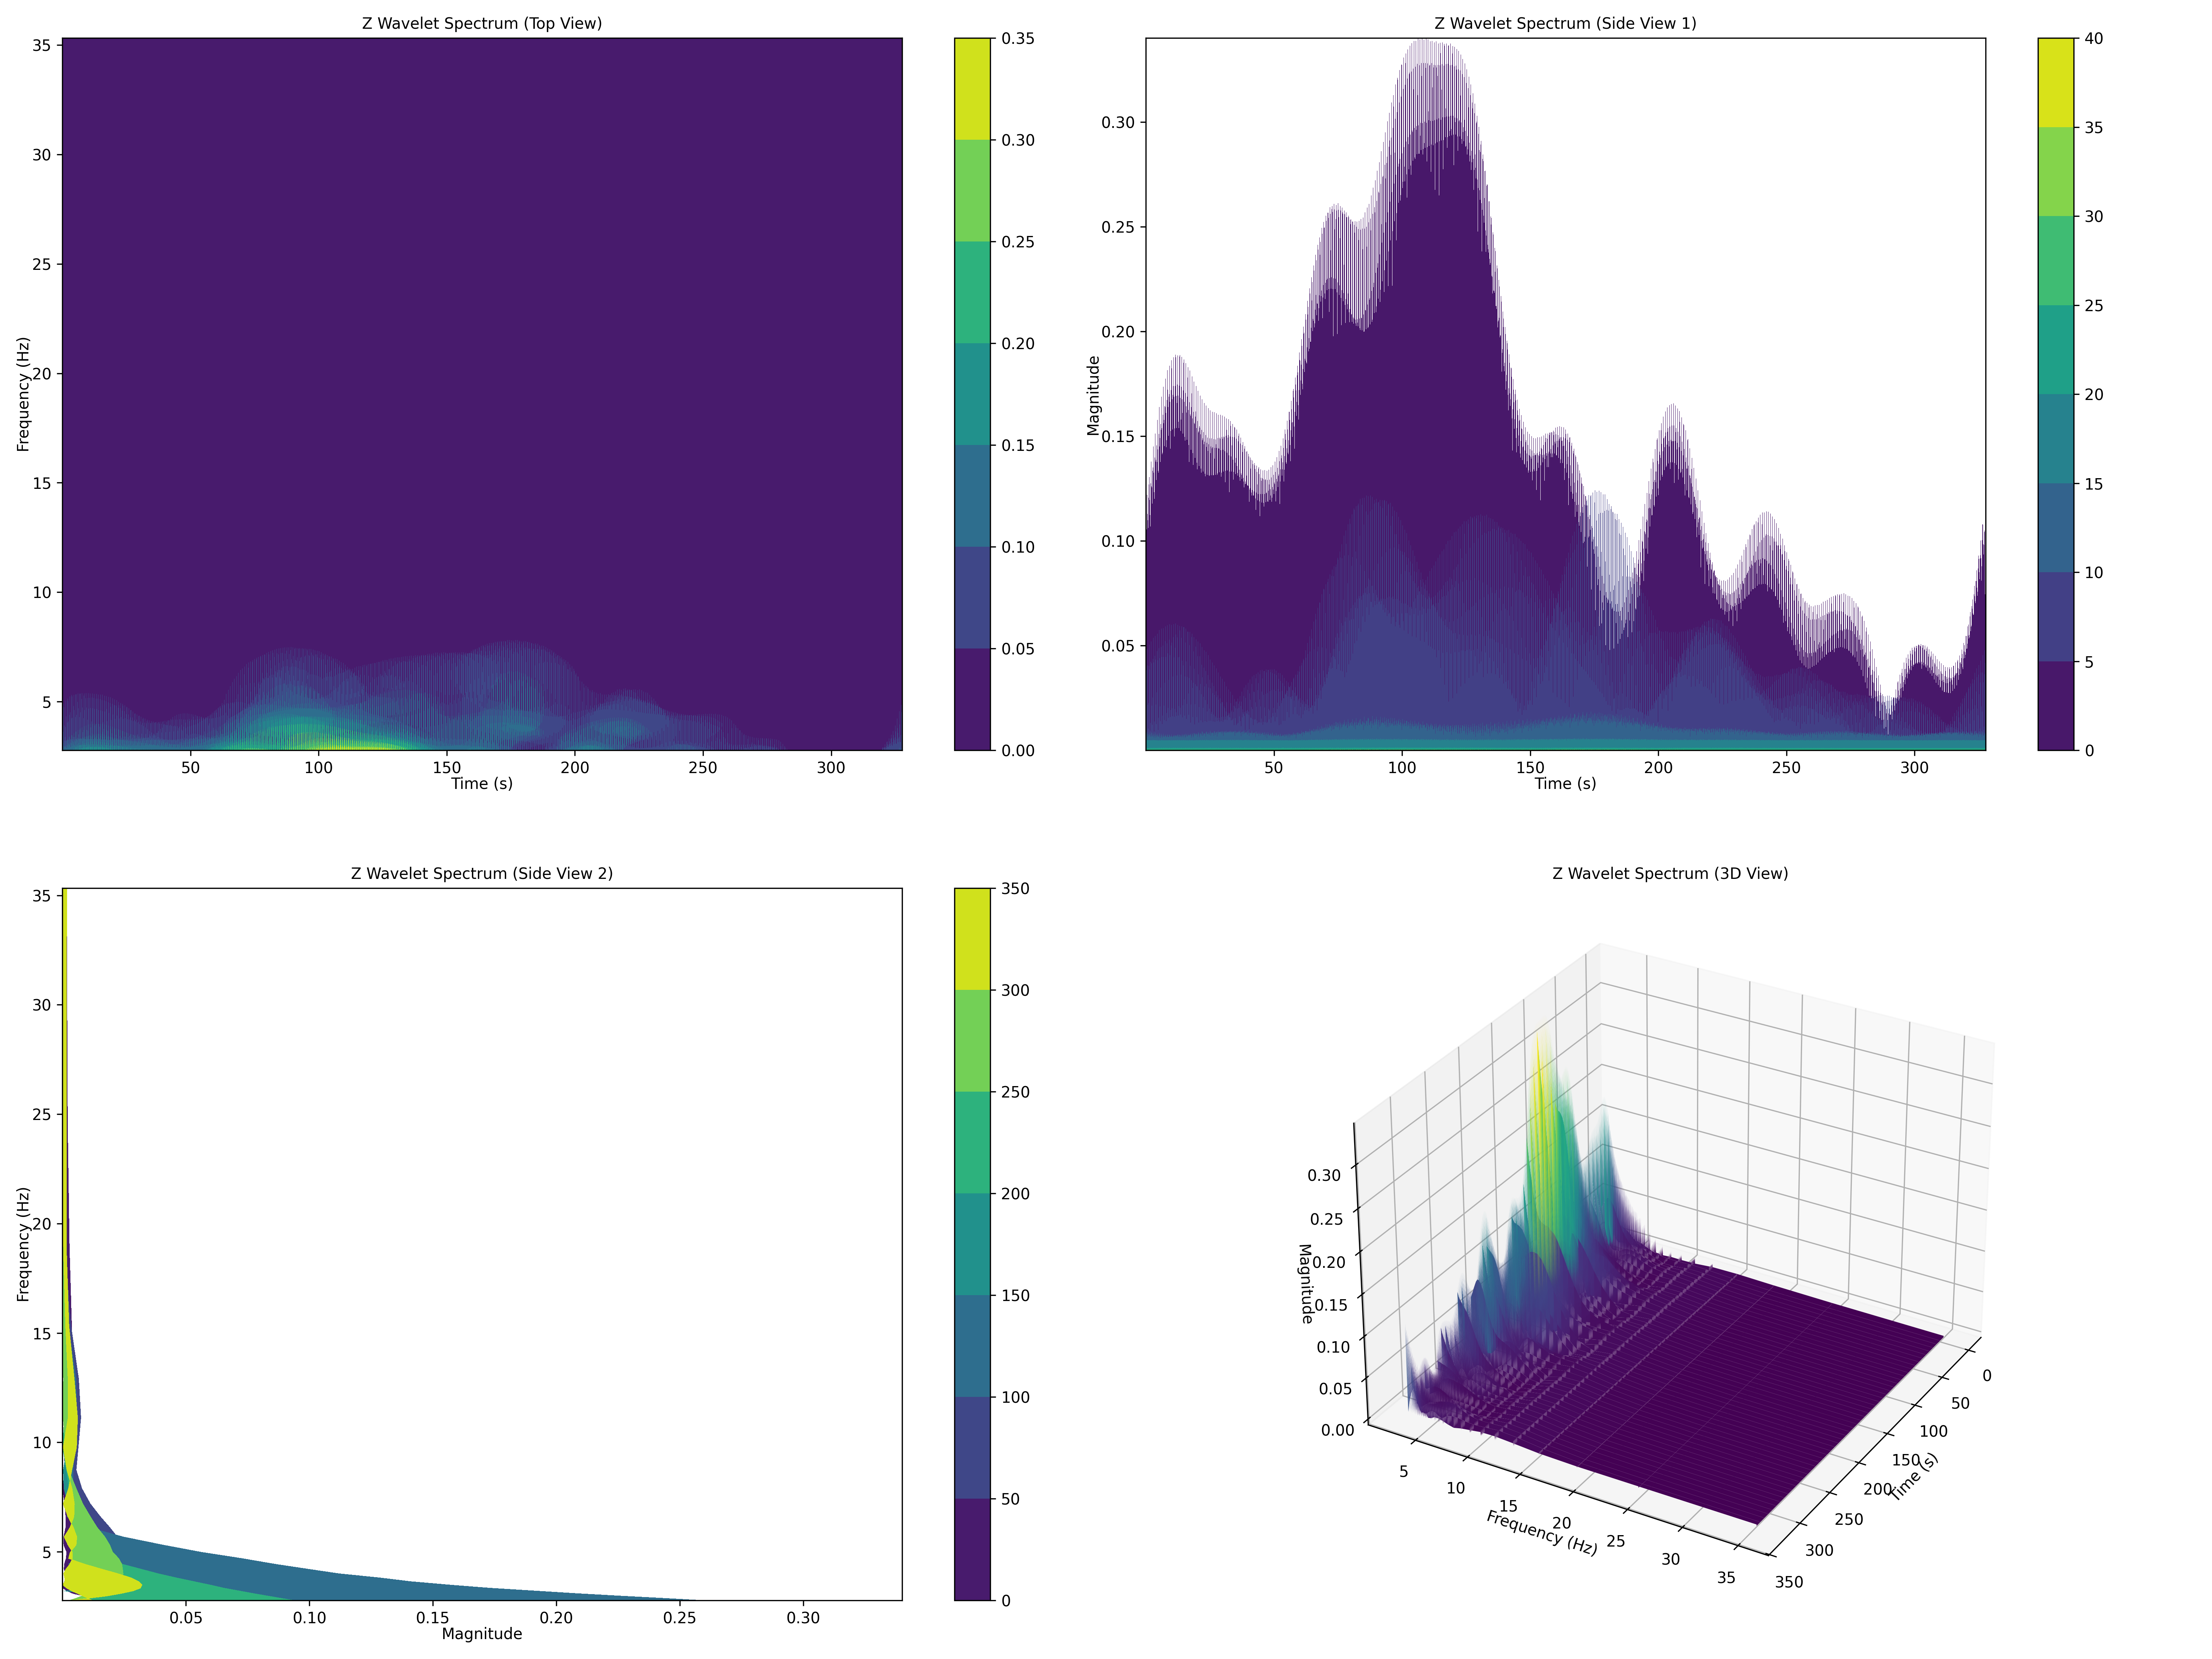 Z Wavelet Spectrum (Top View)
35
30
25
20
15
10
5
Frequency (Hz)
50 100 150 200 250 300
Time (s)
0.35
0.30
0.25
0.20
0.15
0.10
0.05
0.00
Z Wavelet Spectrum (Side View 1)
0.30
0.25
0.20
0.15
0.10
0.05
Magnitude
50 100 150 200 250 300
Time (s)
40
35
30
25
20
15
10
5
0
Z Wavelet Spectrum (Side View 2)
35
30
25
20
15
10
5
Frequency (Hz)
0.05 0.10 0.15 0.20 0.25 0.30
Magnitude
350
300
250
200
150
100
50
0
Z Wavelet Spectrum (3D View)
0.30
0.25
0.20
0.15
0.10
0.05
0.00
Magnitude
5 10 15 20 25 30 35
Frequency (Hz)
0 50 100 150 200 250 300 350
Time (s)